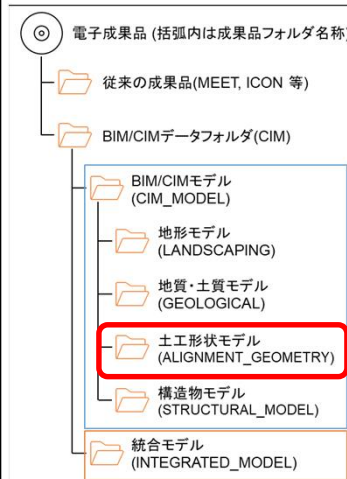 電子成果品 (括弧内は成果品フォルダ名称)
従来の成果品(MEET, ICON 等)
BIM/CIMデータフォルダ(CIM)
BIM/CIMモデル
(CIM_MODEL)
地形モデル
(LANDSCAPING)
地質・土質モデル
(GEOLOGICAL)
土工形状モデル
(ALIGNMENT_GEOMETRY)
構造物モデル
(STRUCTURAL_MODEL)
統合モデル
(INTEGRATED_MODEL)